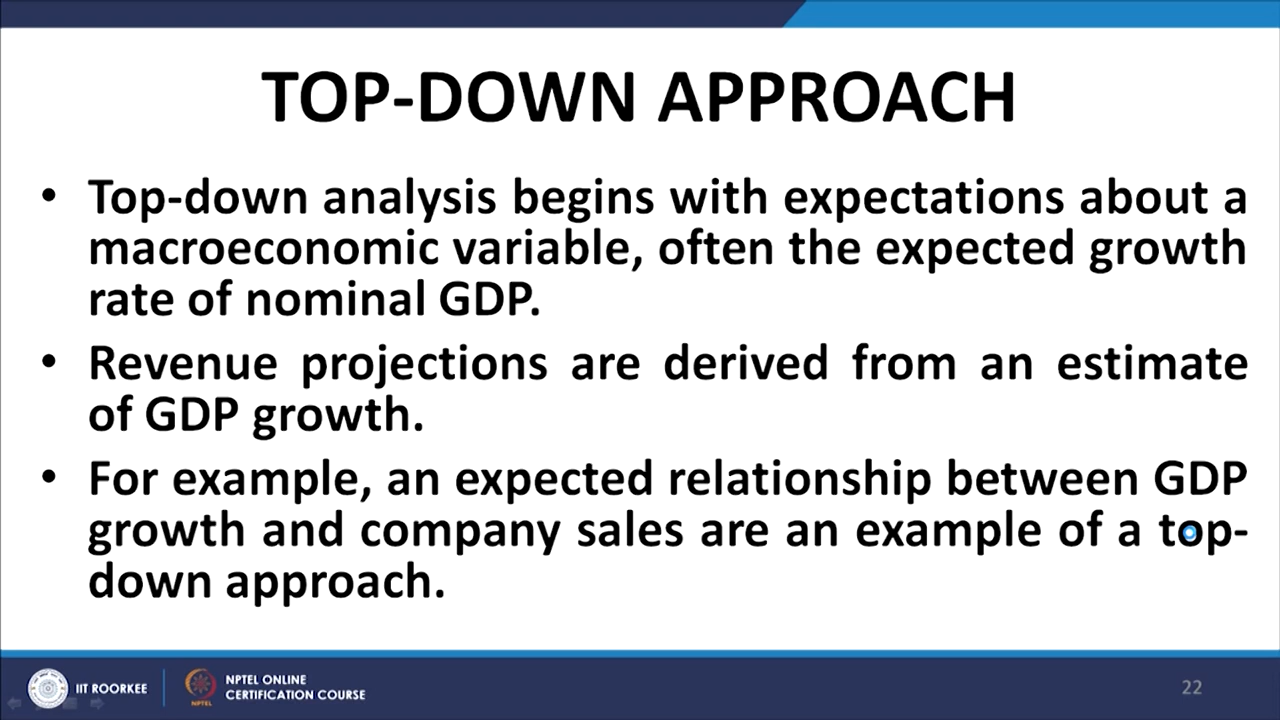 TOP-DOWN APPROACH
• Top-down analysis begins with expectations about a
macroeconomic variable, often the expected growth
rate of nominal GDP.
• Revenue projections are derived from an estimate
of GDP growth.
• For example, an expected relationship between GDP
growth and company sales are an example of a top-
down approach.
IIT ROORKEE
NPTEL
NPTEL ONLINE
CERTIFICATION COURSE
22